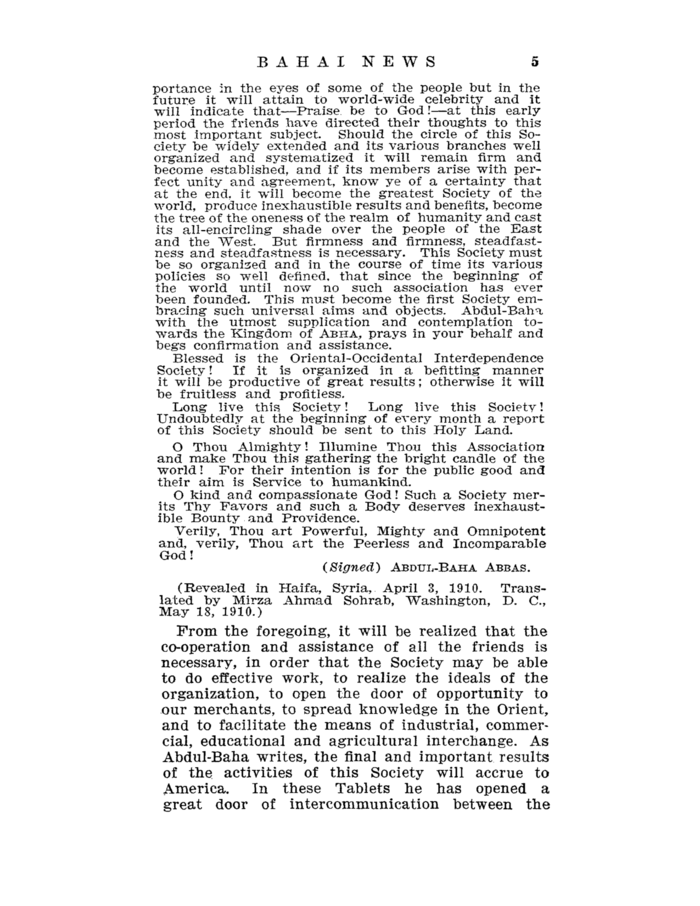 BAHAI NEWS 5
portance in the eyes of some of the people but in the
future it will attain to world-wide celebrity and it
will indicate that—Praise be to God!—at this early
period the friends have directed their thoughts to this
most important subject. Should the circle of this So-
ciety be widely extended and its various branches well
organized and systematized it will remain firm and
become established, and if its members arise with per-
fect unity and agreement, know ye of a certainty that
at the end, it will become the greatest Society of the
world, produce inexhaustible results and benefits, become
the tree of the oneness of the realm of humanity and cast
its all-encircling shade over the people of the East
and the West. But firmness and firmness, steadfast-
ness and steadfastness is necessary. This Society must
be so organized and in the course of time its various
policies so well defined, that since the beginning of
the world until now no such association has ever
been founded. This must become the first Society em-
bracing such universal aims and objects. Abdul-Baha
with the utmost supplication and contemplation to-
wards the Kingdom of ABHA, prays in your behalf and
begs confirmation and assistance.
Blessed is the Oriental-Occidental Interdependence
Society! If it is organized in a befitting manner
it will be productive of great results; otherwise it will
be fruitless and profitless.
Long live this Society! Long live this Society!
Undoubtedly at the beginning of every month a report
of this Society should be sent to this Holy Land.
O Thou Almighty! Illumine Thou this Association
and make Thou this gathering the bright candle of the
world! For their intention is for the public good and
their aim is Service to humankind.
O kind and compassionate God! Such a Society mer-
its Thy Favors and such a Body deserves inexhaust-
ible Bounty and Providence.
Verily, Thou art Powerful, Mighty and Omnipotent
and, verily, Thou art the Peerless and Incomparable
God!
(Signed) ABDUL-BAHA ABBAS.
(Revealed in Haifa, Syria, April 3, 1910. Trans-
lated by Mirza Ahmad Sohrab, Washington, D. C.,
May 18, 1910.)
From the foregoing, it will be realized that the
co-operation and assistance of all the friends is
necessary, in order that the Society may be able
to do effective work, to realize the ideals of the
organization, to open the door of opportunity to
our merchants, to spread knowledge in the Orient,
and to facilitate the means of industrial, commer-
cial, educational and agricultural interchange. As
Abdul-Baha writes, the final and important results
of the activities of this Society will accrue to
America. In these Tablets he has opened a
great door of intercommunication between the